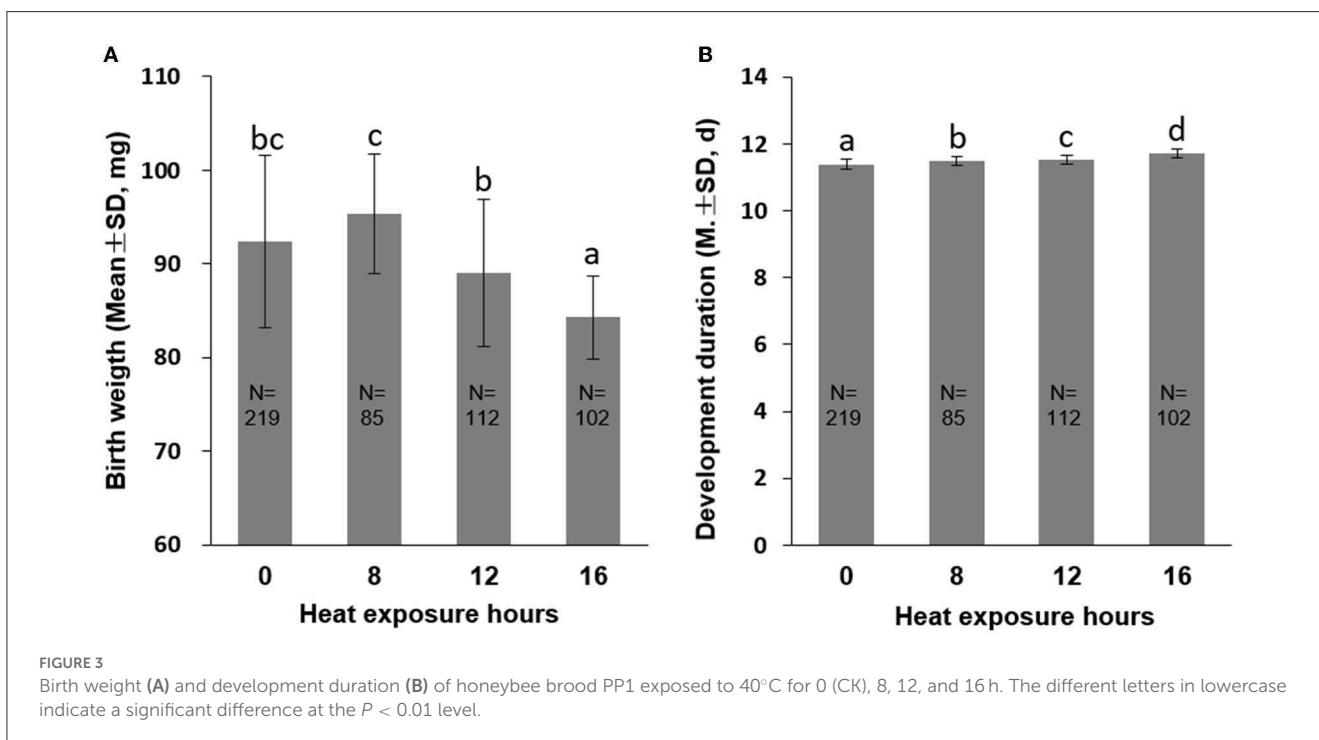 A
Birth weigth (Mean ±SD, mg)
110
100
90
80
70
60
bc
c
b
a
N=
219
N=
85
N=
112
N=
102
0 8 12 16
Heat exposure hours
B
Development duration (M. ±SD, d)
14
12
10
8
6
4
2
0
a
b
c
d
N=
219
N=
85
N=
112
N=
102
0 8 12 16
Heat exposure hours
FIGURE 3
Birth weight (A) and development duration (B) of honeybee brood PP1 exposed to 40°C for 0 (CK), 8, 12, and 16 h. The different letters in lowercase
indicate a significant difference at the P < 0.01 level.